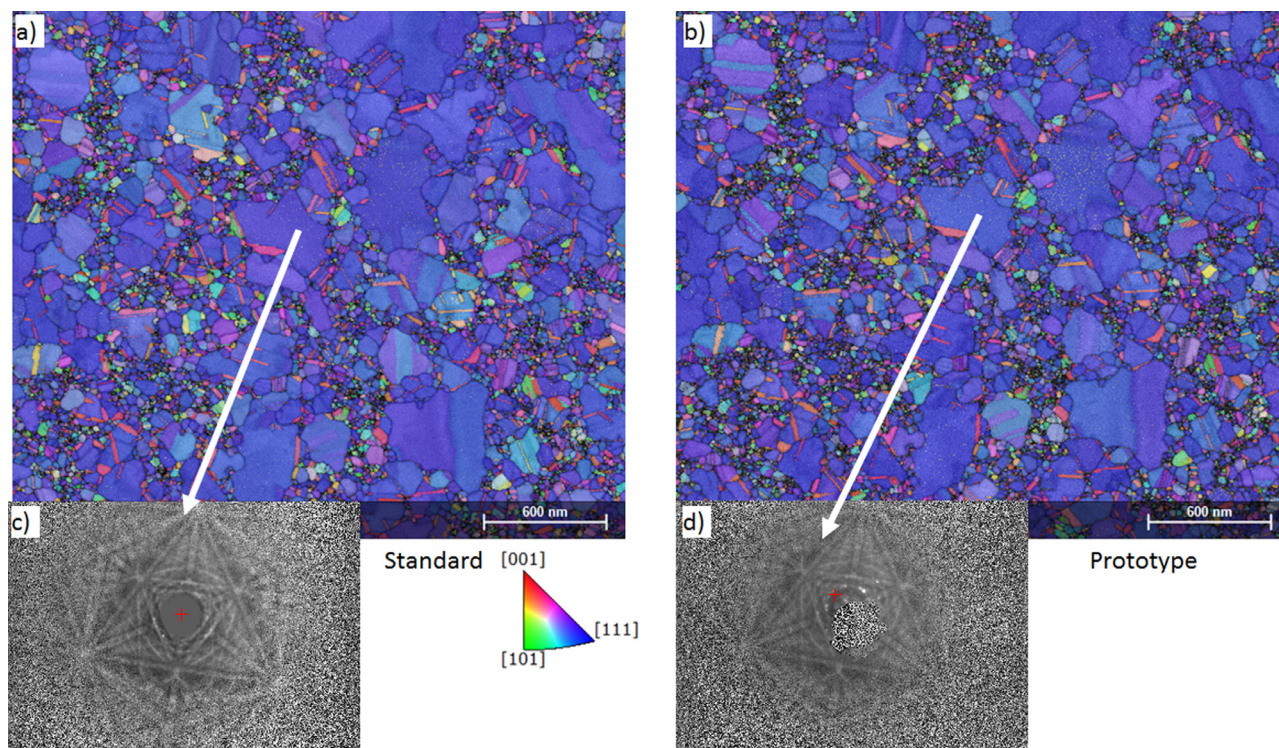 a)
b)
600 nm
600 nm
c)
d)
Standard
Prototype
[001]
[111]
[101]